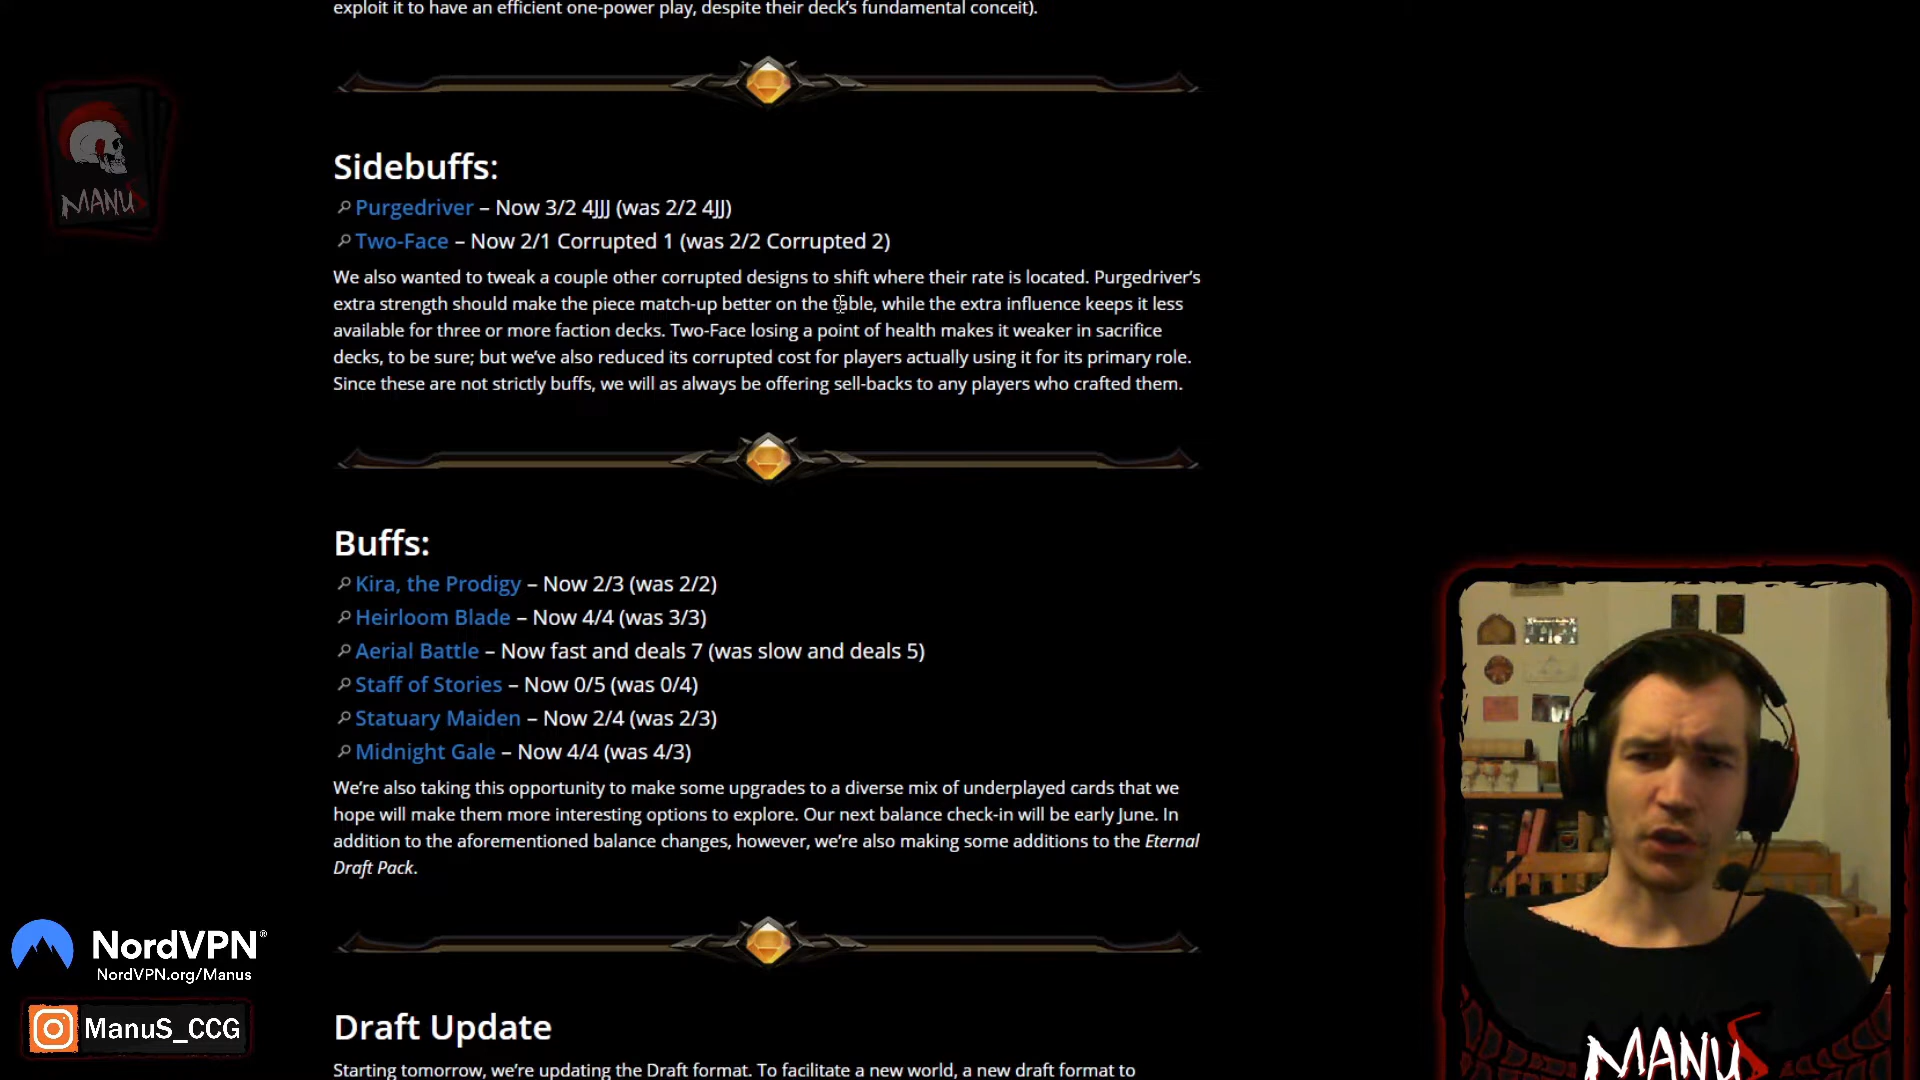 exploit it to have an efficient one-power play, despite their deck's fundamental conceit).
MANUS
Sidebuffs:
Purgedriver – Now 3/2 4JJJ (was 2/2 4JJ)
Two-Face – Now 2/1 Corrupted 1 (was 2/2 Corrupted 2)
We also wanted to tweak a couple other corrupted designs to shift where their rate is located. Purgedriver's
extra strength should make the piece match-up better on the table, while the extra influence keeps it less
available for three or more faction decks. Two-Face losing a point of health makes it weaker in sacrifice
decks, to be sure; but we've also reduced its corrupted cost for players actually using it for its primary role.
Since these are not strictly buffs, we will as always be offering sell-backs to any players who crafted them.
Buffs:
Kira, the Prodigy – Now 2/3 (was 2/2)
Heirloom Blade – Now 4/4 (was 3/3)
Aerial Battle – Now fast and deals 7 (was slow and deals 5)
Staff of Stories – Now 0/5 (was 0/4)
Statuary Maiden – Now 2/4 (was 2/3)
Midnight Gale – Now 4/4 (was 4/3)
We're also taking this opportunity to make some upgrades to a diverse mix of underplayed cards that we
hope will make them more interesting options to explore. Our next balance check-in will be early June. In
addition to the aforementioned balance changes, however, we're also making some additions to the Eternal
Draft Pack.
NordVPN®
NordVPN.org/Manus
ManuS_CCG
Draft Update
Starting tomorrow, we're updating the Draft format. To facilitate a new world, a new draft format to
MANUS